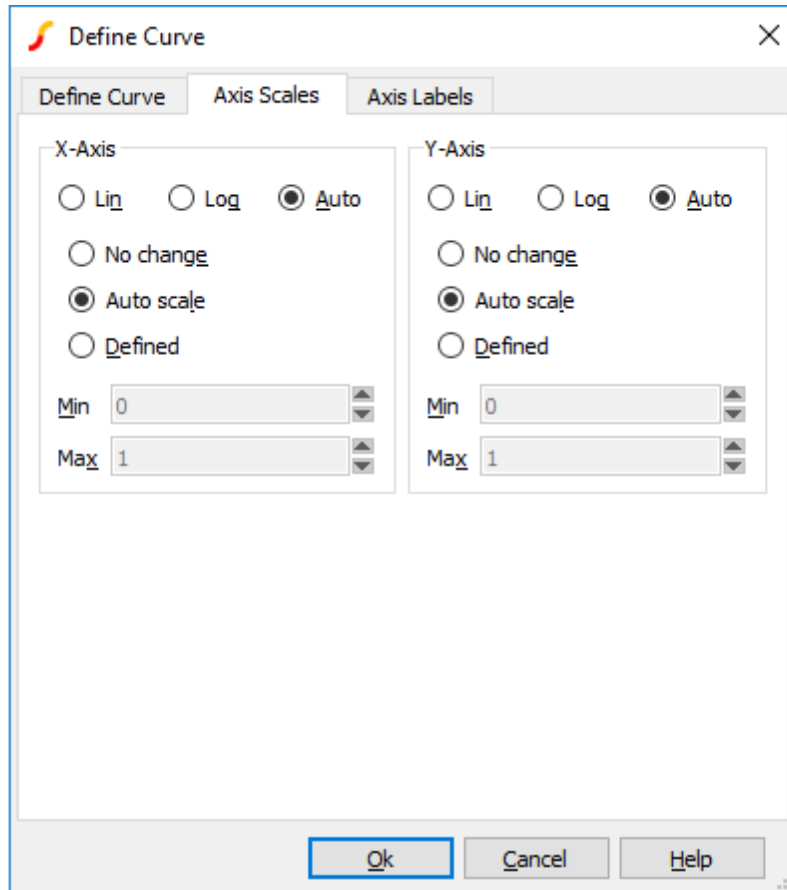 Define Curve
Define Curve Axis Scales Axis Labels
X-Axis
Lin Log Auto
No change
Auto scale
Defined
Min 0
Max 1
Y-Axis
Lin Log Auto
No change
Auto scale
Defined
Min 0
Max 1
Ok Cancel Help